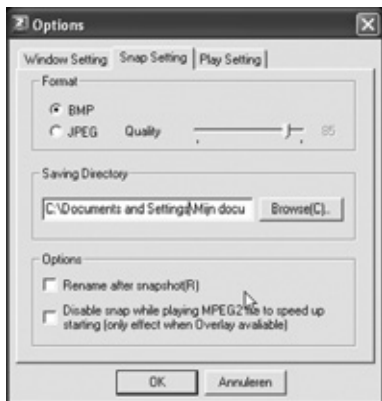 Options
Window Setting Snap Setting Play Setting
Format
BMP
JPEG Quality 85
Saving Directory
C:\Documents and Settings\Mijn docu Browse(C)..
Options
Rename after snapshot(R)
Disable snap while playing MPEG2 file to speed up
starting (only effect when Overlay avaliable)
OK Annuleren